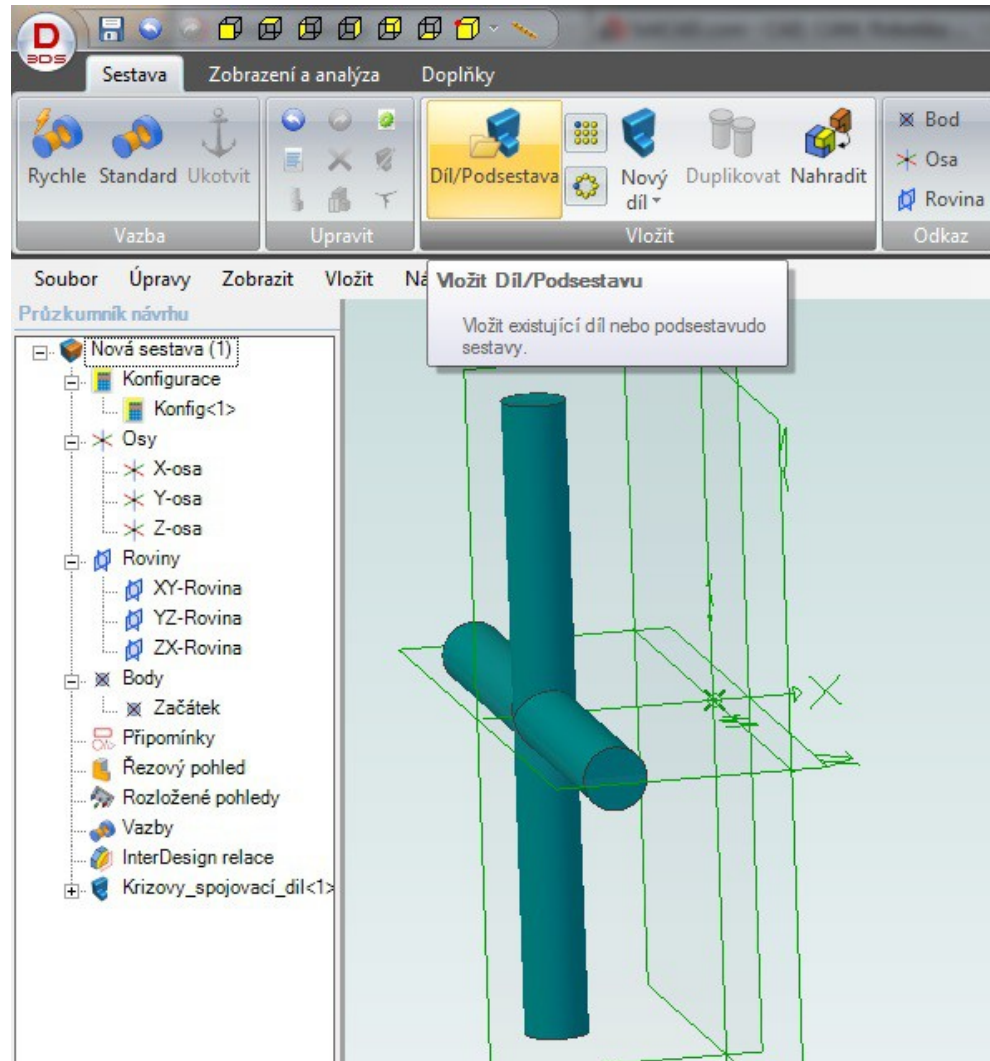 D
3DS
Sestava Zobrazení a analýza Doplňky
Rychle Standard Ukotvit
Díl/Podsestava Nový díl Duplikovat Nahradit
Bod
Osa
Rovina
Vazba Upravit Vložit Odkaz
Soubor Úpravy Zobrazit Vložit Ná
Vložit Díl/Podsestavu
Vložit existující díl nebo podsestavudo
sestavy.
Průzkumník návrhu
Nová sestava (1)
Konfigurace
Konfig<1>
Osy
X-osa
Y-osa
Z-osa
Roviny
XY-Rovina
YZ-Rovina
ZX-Rovina
Body
Začátek
Připomínky
Řezový pohled
Rozložené pohledy
Vazby
InterDesign relace
Krizovy_spojovací_dil<1>
X